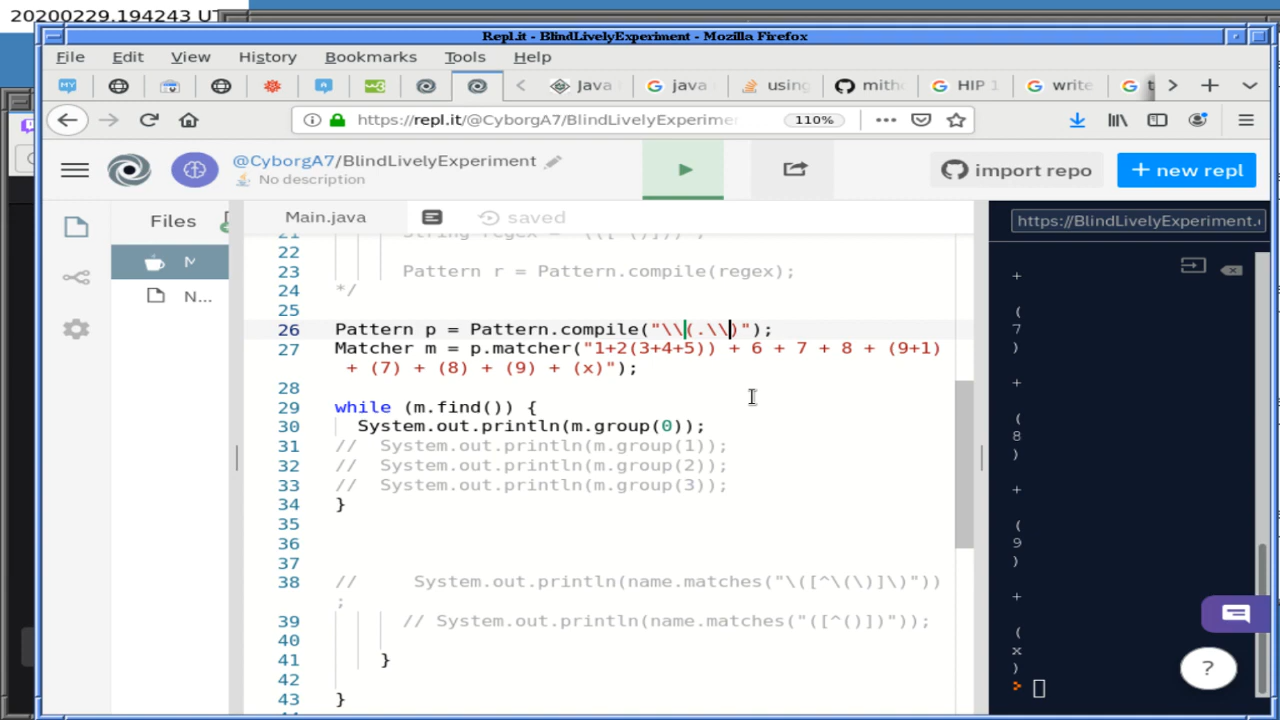 20200229.194243 UT
Repl.it - BlindLivelyExperiment - Mozilla Firefox
File Edit View History Bookmarks Tools Help
Java
java
using
mith
HIP 1
write
t
https://repl.it/@CyborgA7/BlindLivelyExperime
110%
@CyborgA7/BlindLivelyExperiment
No description
import repo
+ new repl
Files
Main.java
saved
https://BlindLivelyExperiment.
M
N...
22
23 Pattern r = Pattern.compile(regex);
24 */
25
26 Pattern p = Pattern.compile("\\(.\\)");
27 Matcher m = p.matcher("1+2(3+4+5)) + 6 + 7 + 8 + (9+1)
+ (7) + (8) + (9) + (x)");
28
29 while (m.find()) {
30 System.out.println(m.group(0));
31 // System.out.println(m.group(1));
32 // System.out.println(m.group(2));
33 // System.out.println(m.group(3));
34 }
35
36
37
38 // System.out.println(name.matches("\([^\(\)]\)"))
;
39 // System.out.println(name.matches("([^()])"));
40
41 }
42
43 }
+
(
7
)
+
(
8
)
+
(
9
)
+
(
x
)
>
?